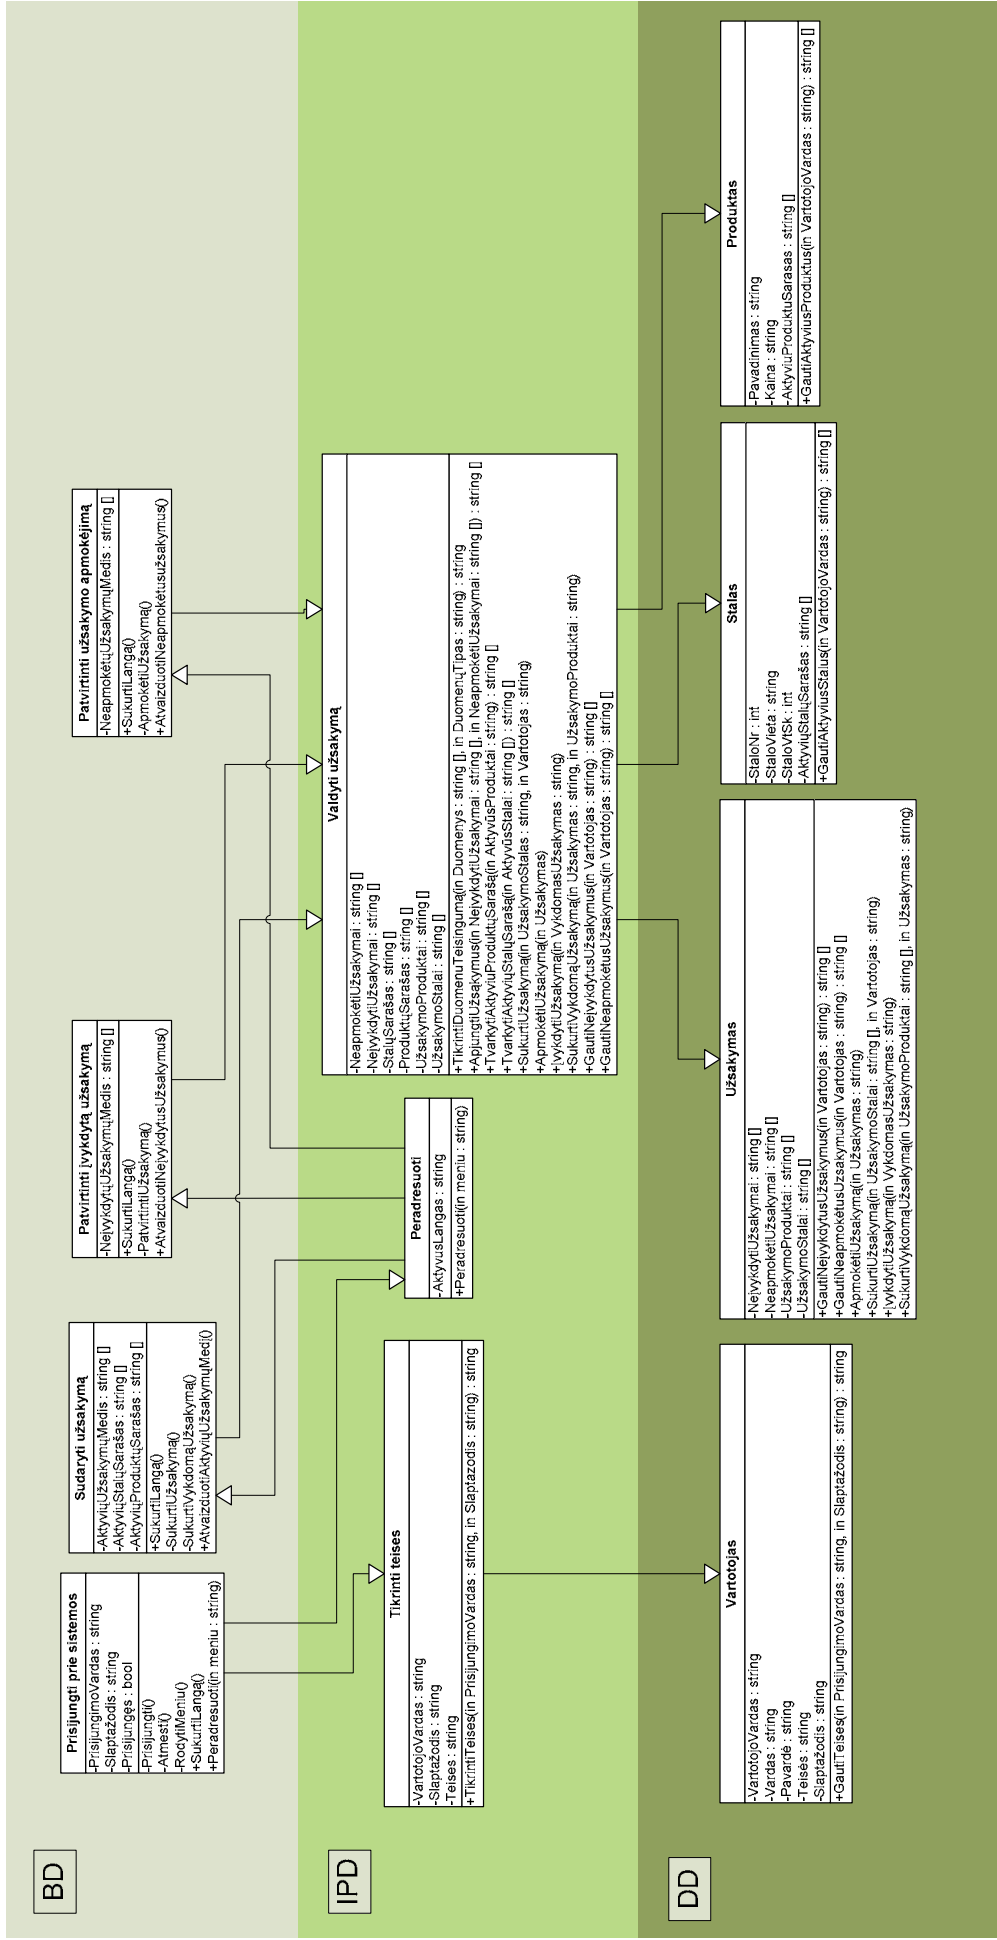 BD
Prisijungti prie sistemos
-PrisijungimoVardas : string
-Slaptažodis : string
-Prisijungęs : bool
-Prisijungti()
-Atmesti()
-RodytiMeniu()
+SukurtiLangą()
+Peradresuoti(in meniu : string)
Sudaryti užsakymą
-AktyviųUžsakymųMedis : string []
-AktyviųStalųSarašas : string []
-AktyviųProduktųSarašas : string []
+SukurtiLangą()
-SukurtiUžsakymą()
-SukurtiVykdomąUžsakymą()
+AtvaizduotiAktyviųUžsakymųMedį()
Patvirtinti įvykdytą užsakymą
-NeįvykdytųUžsakymųMedis : string []
+SukurtiLangą()
-PatvirtintiUžsakymą()
+AtvaizduotiNeįvykdytusUžsakymus()
Patvirtinti užsakymo apmokėjimą
-NeapmokėtųUžsakymųMedis : string []
+SukurtiLangą()
-ApmokėtiUžsakymą()
+AtvaizduotiNeapmokėtusužsakymus()
IPD
Tikrinti teises
-VartotojoVardas : string
-Slaptažodis : string
-Teises : string
+TikrintiTeises(in PrisijungimoVardas : string, in Slaptazodis : string) : string
Peradresuoti
-AktyvusLangas : string
+Peradresuoti(in meniu : string)
Valdyti užsakymą
-NeapmokėtiUžsakymai : string []
-NeįvykdytiUžsakymai : string []
-StalųSarašas : string []
-ProduktųSarašas : string []
-UžsakymoProduktai : string []
-UžsakymoStalai : string []
+TikrintiDuomenuTeisingumą(in Duomenys : string [], in DuomenųTipas : string) : string
+ApjungtiUžsąkymus(in NeįvykdytiUžsakymai : string [], in NeapmokėtiUžsakymai : string []) : string []
+TvarkytiAktyviuProduktųSarašą(in AktyvūsProduktai : string) : string []
+TvarkytiAktyviųStalųSarašą(in AktyvūsStalai : string []) : string []
+SukurtiUžsakymą(in UžsakymoStalas : string, in Vartotojas : string)
+ApmokėtiUžsakymą(in Užsakymas)
+ĮvykdytiUžsakymą(in VykdomasUžsakymas : string)
+SukurtiVykdomąUžsakymą(in Užsakymas : string, in UžsakymoProduktai : string)
+GautiNeįvykdytusUžsakymus(in Vartotojas : string) : string []
+GautiNeapmokėtusUžsakymus(in Vartotojas : string) : string []
DD
Vartotojas
-VartotojoVardas : string
-Vardas : string
-Pavardė : string
-Teisės : string
-Slaptažodis : string
+GautiTeises(in PrisijungimoVardas : string, in Slaptažodis : string) : string
Užsakymas
-NeįvykdytiUžsakymai : string []
-NeapmokėtiUžsakymai : string []
-UžsakymoProduktai : string []
-UžsakymoStalai : string []
+GautiNeįvykdytusUžsakymus(in Vartotojas : string) : string []
+GautiNeapmokėtusUzsakymus(in Vartotojas : string) : string []
+ApmokėtiUžsakymą(in Užsakymas : string)
+SukurtiUžsakymą(in UžsakymoStalai : string [], in Vartotojas : string)
+ĮvykdytiUžsakymą(in VykdomasUžsakymas : string)
+SukurtiVykdomąUžsakymą(in UžsakymoProduktai : string [], in Užsakymas : string)
Stalas
-StaloNr : int
-StaloVieta : string
-StaloVtSk : int
-AktyviųStalųSarašas : string []
+GautiAktyviusStalus(in VartotojoVardas : string) : string []
Produktas
-Pavadinimas : string
-Kaina : string
-AktyviuProduktuSarasas : string []
+GautiAktyviusProduktus(in VartotojoVardas : string) : string []